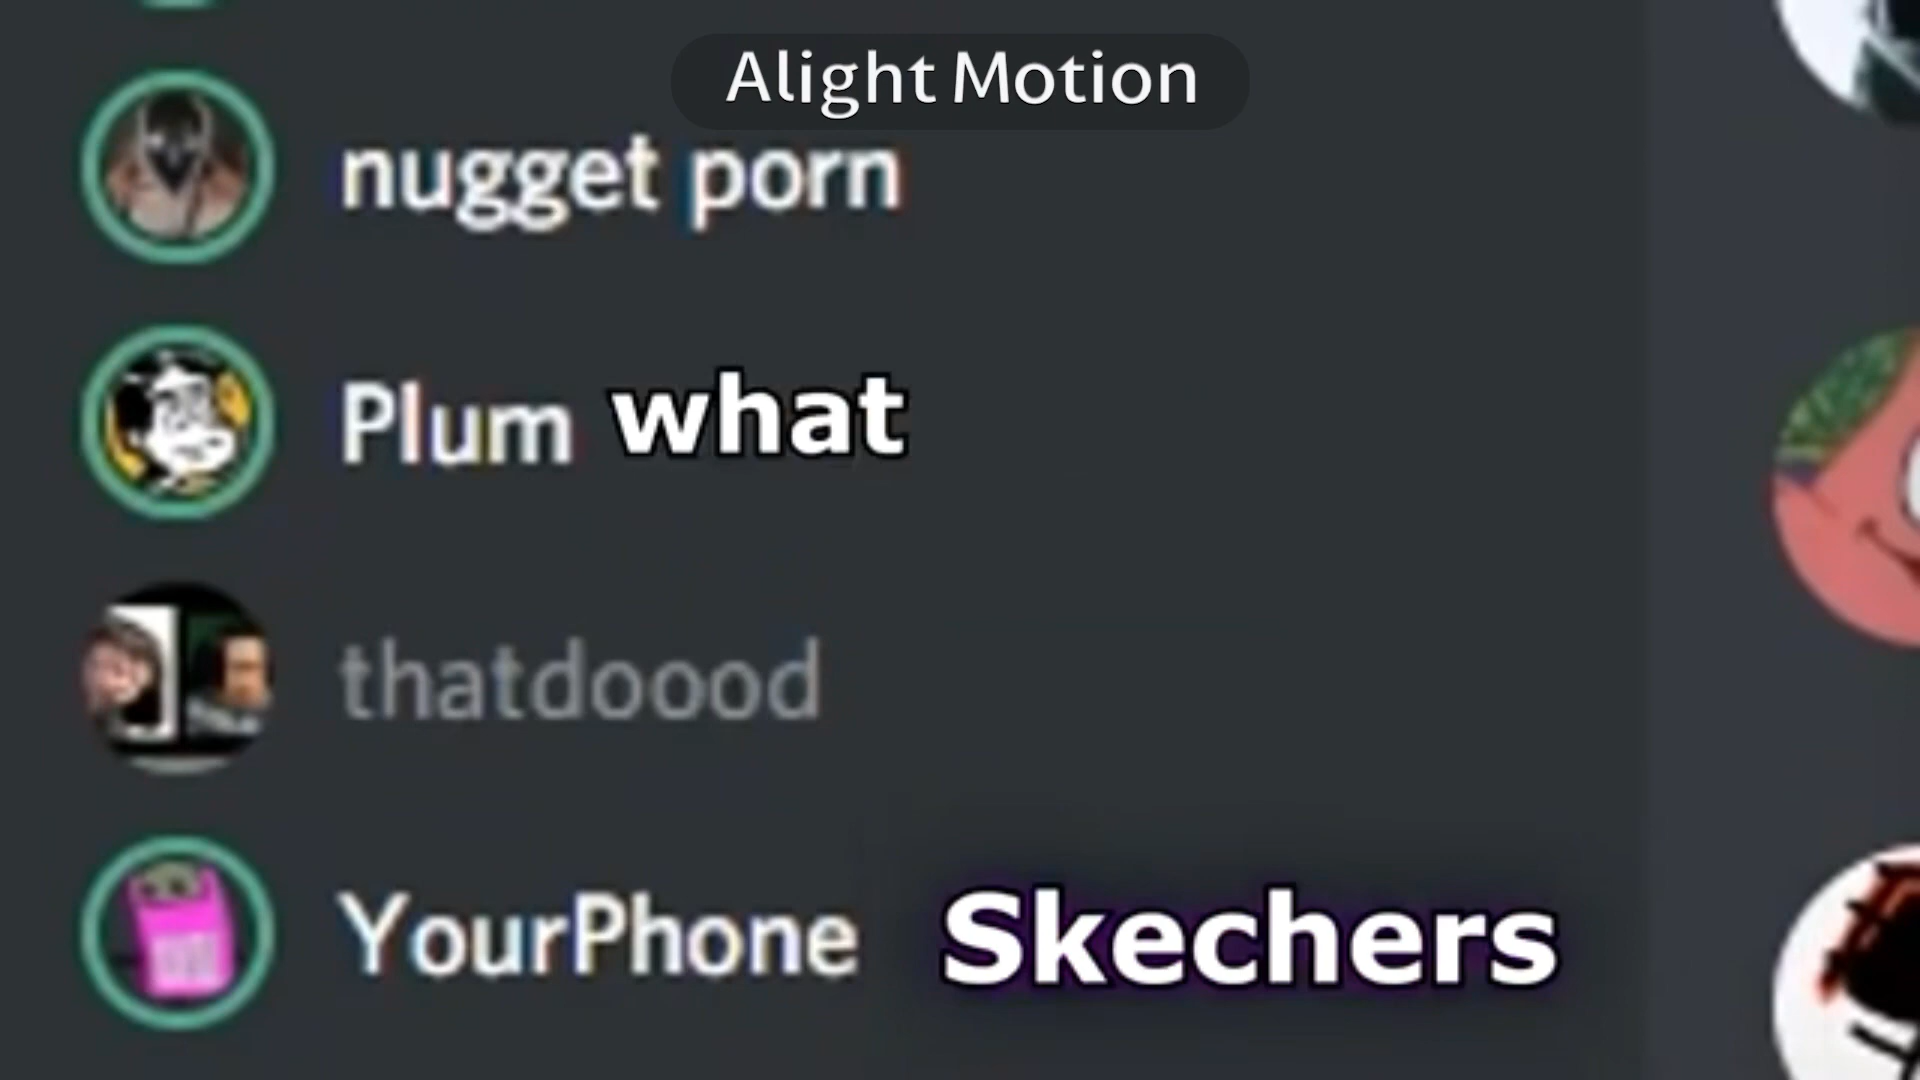 Alight Motion
nugget porn
Plum what
thatdoood
YourPhone Skechers